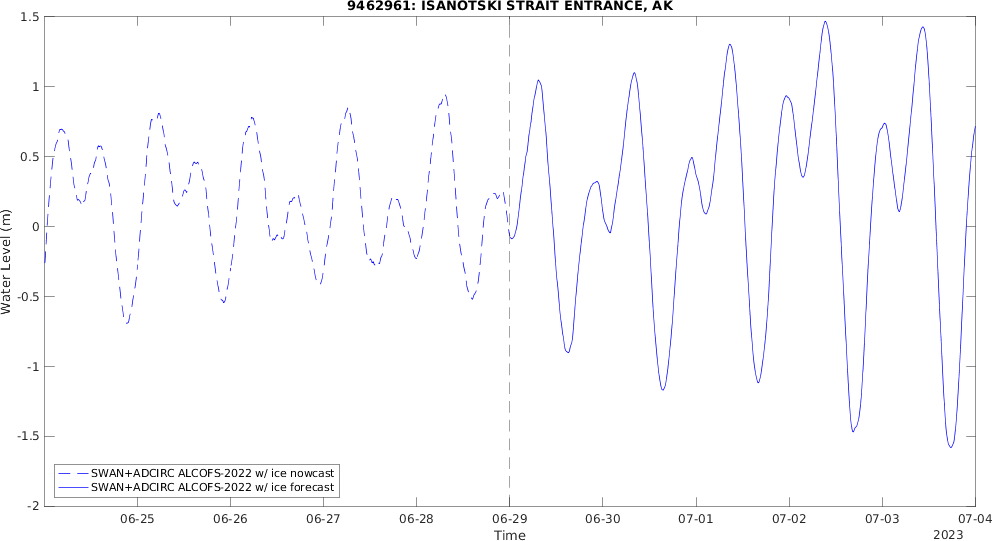 9462961: ISANOTSKI STRAIT ENTRANCE, AK
1.5
1
0.5
0
-0.5
-1
-1.5
-2
Water Level (m)
SWAN+ADCIRC ALCOFS-2022 w/ ice nowcast
SWAN+ADCIRC ALCOFS-2022 w/ ice forecast
06-25 06-26 06-27 06-28 06-29 06-30 07-01 07-02 07-03 07-04
Time
2023